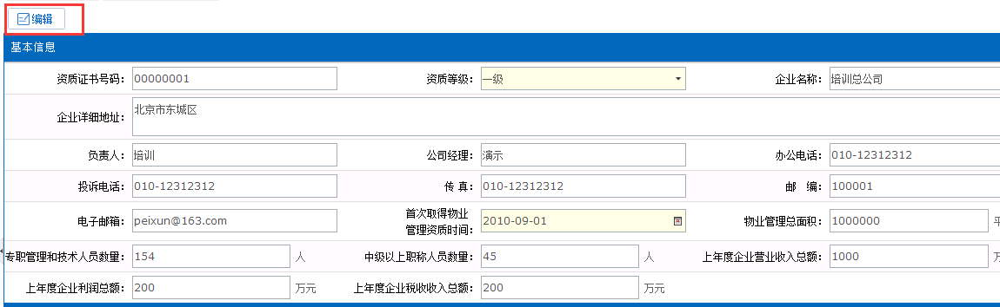 编辑
基本信息
资质证书号码： 00000001 资质等级： 一级 企业名称： 培训总公司
企业详细地址： 北京市东城区
负责人： 培训 公司经理： 演示 办公电话： 010-12312312
投诉电话： 010-12312312 传 真： 010-12312312 邮 编： 100001
电子邮箱： peixun@163.com 首次取得物业 2010-09-01 物业管理总面积： 1000000
管理资质时间：
专职管理和技术人员数量： 154 人 中级以上职称人员数量： 45 人 上年度企业营业收入总额： 1000
上年度企业利润总额： 200 万元 上年度企业税收收入总额： 200 万元